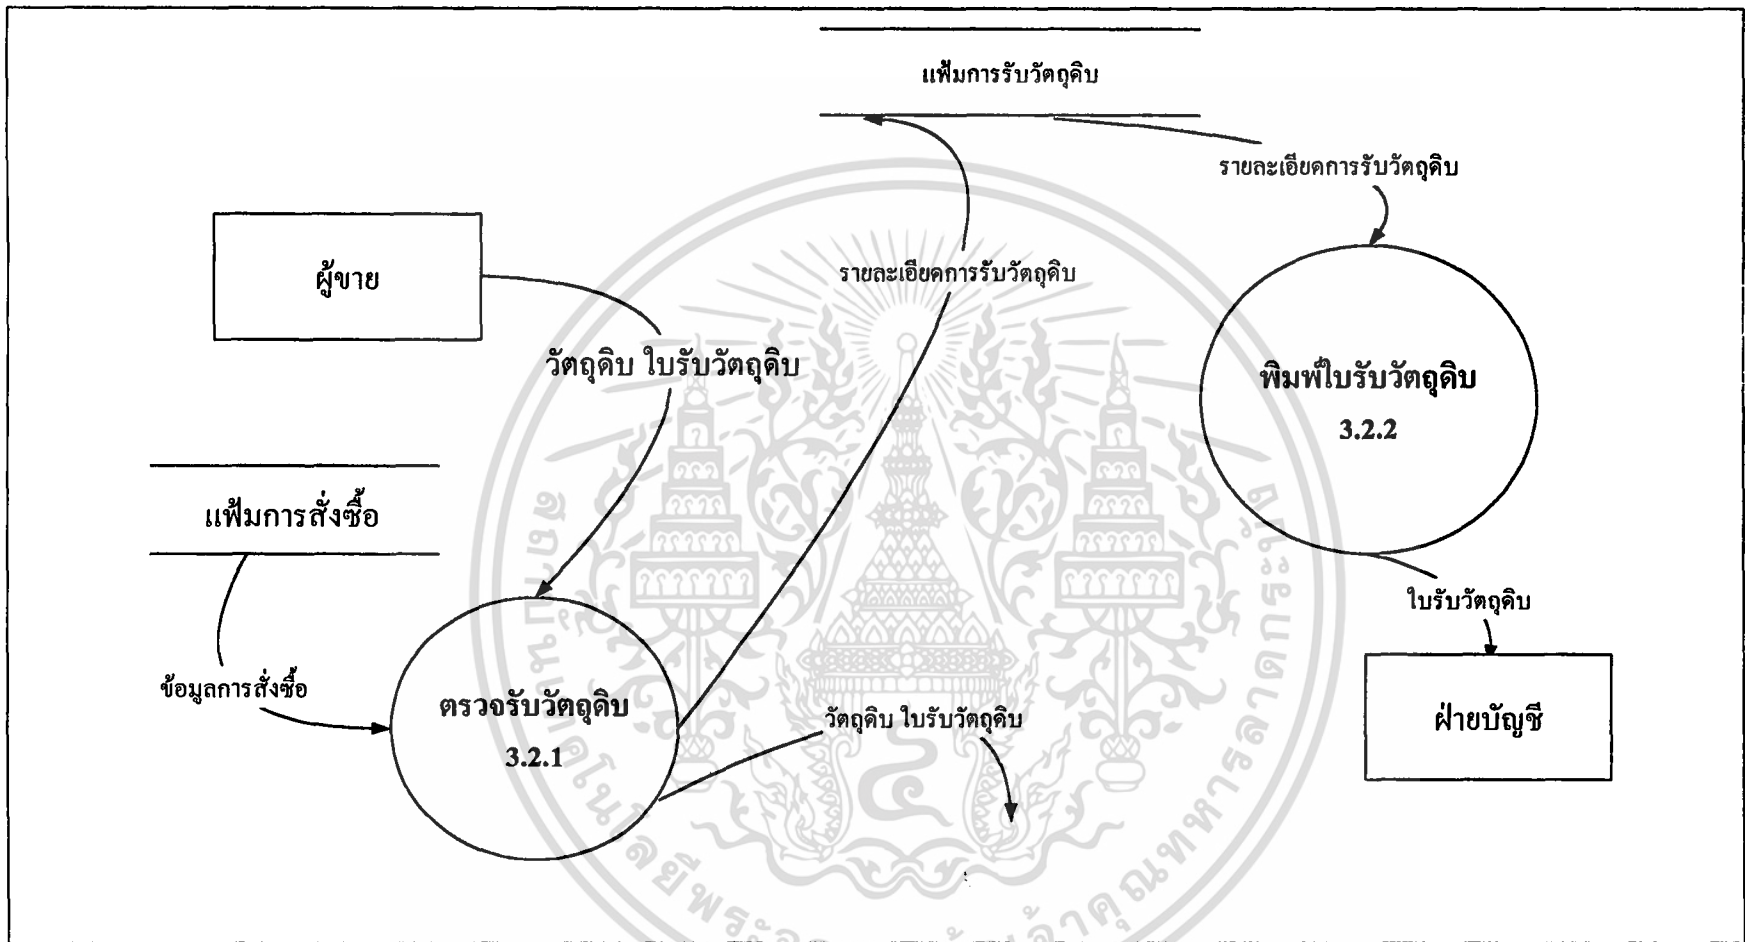 แฟ้มการรับวัตถุดิบ
รายละเอียดการรับวัตถุดิบ
ผู้ขาย
รายละเอียดการรับวัตถุดิบ
วัตถุดิบ ใบรับวัตถุดิบ
พิมพ์ใบรับวัตถุดิบ
3.2.2
แฟ้มการสั่งซื้อ
ใบรับวัตถุดิบ
ข้อมูลการสั่งซื้อ
ตรวจรับวัตถุดิบ
3.2.1
วัตถุดิบ ใบรับวัตถุดิบ
ฝ่ายบัญชี